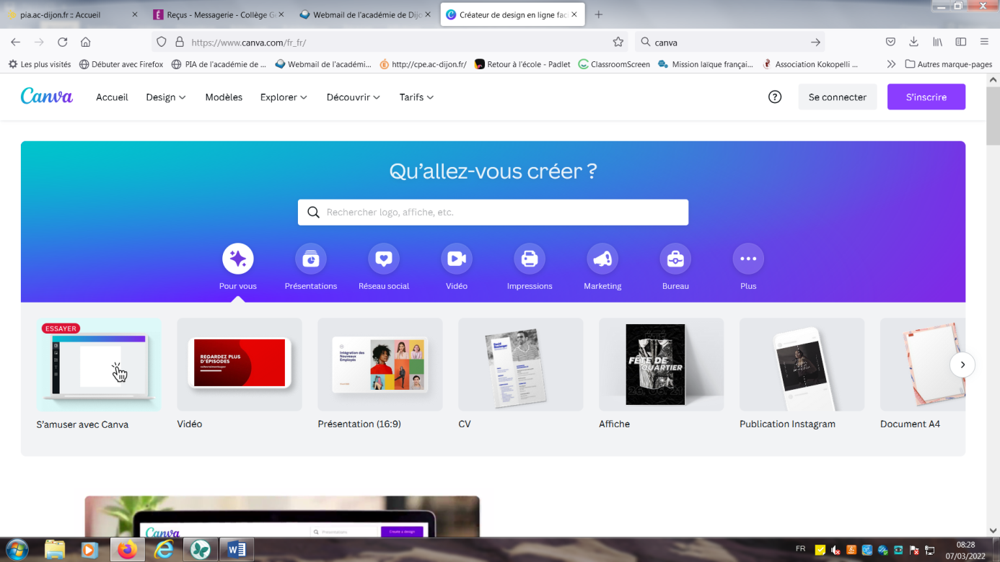 pia.ac-dijon.fr :: Accueil
Reçus - Messagerie - Collège G
Webmail de l'académie de Dijo
Créateur de design en ligne faci
https://www.canva.com/fr_fr/
canva
Les plus visités
Débuter avec Firefox
PIA de l'académie de ...
Webmail de l'académi...
http://cpe.ac-dijon.fr/
Retour à l'école - Padlet
ClassroomScreen
Mission laïque françai...
Association Kokopelli ...
Autres marque-pages
Canva
Accueil
Design
Modèles
Explorer
Découvrir
Tarifs
?
Se connecter
S'inscrire
Qu'allez-vous créer ?
Rechercher logo, affiche, etc.
Pour vous
Présentations
Réseau social
Vidéo
Impressions
Marketing
Bureau
Plus
ESSAYER
REGARDEZ PLUS
D'ÉPISODES
Intégration des
Nouveaux
Employés
FÊTE DE
QUARTIER
26. 06. 21
S'amuser avec Canva
Vidéo
Présentation (16:9)
CV
Affiche
Publication Instagram
Document A4
Canva
Presentations
Create a design
FR
08:28
07/03/2022